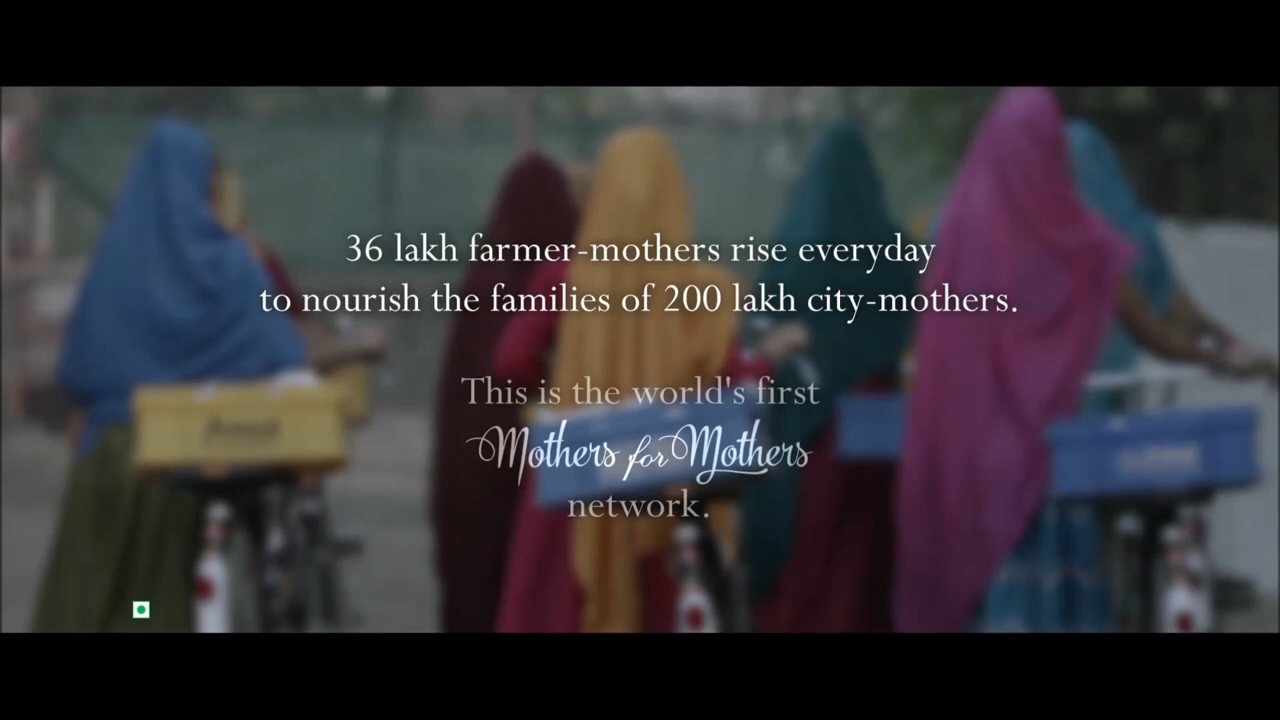 36 lakh farmer-mothers rise everyday
to nourish the families of 200 lakh city-mothers.
This is the world's first
Mothers for Mothers
network.